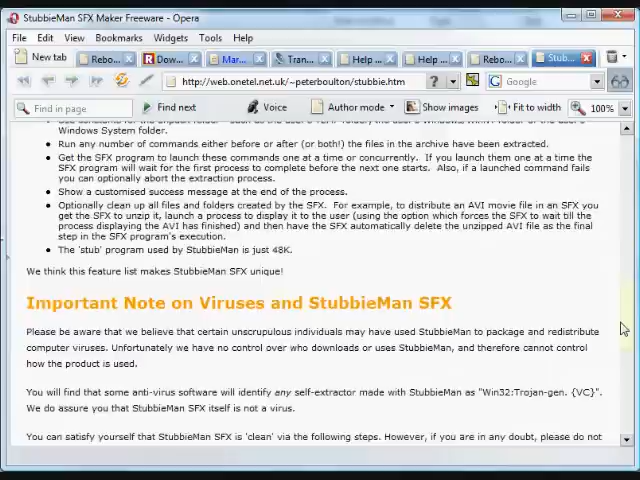 StubbieMan SFX Maker Freeware - Opera
File Edit View Bookmarks Widgets Tools Help
New tab Rebo... Dow... Mar... Tran... Help ... Help ... Rebo... Stub...
http://web.onetel.net.uk/~peterboulton/stubbie.htm ? Google
Find in page Find next Voice Author mode Show images Fit to width 100%
Windows System folder.
Run any number of commands either before or after (or both!) the files in the archive have been extracted.
Get the SFX program to launch these commands one at a time or concurrently. If you launch them one at the time the
SFX program will wait for the first process to complete before the next one starts. Also, if a launched command fails
you can optionally abort the extraction process.
Show a customised success message at the end of the process.
Optionally clean up all files and folders created by the SFX. For example, to distribute an AVI movie file in an SFX you
get the SFX to unzip it, launch a process to display it to the user (using the option which forces the SFX to wait till the
process displaying the AVI has finished) and then have the SFX automatically delete the unzipped AVI file as the final
step in the SFX program's execution.
The 'stub' program used by StubbieMan is just 48K.
We think this feature list makes StubbieMan SFX unique!
Important Note on Viruses and StubbieMan SFX
Please be aware that we believe that certain unscrupulous individuals may have used StubbieMan to package and redistribute
computer viruses. Unfortunately we have no control over who downloads or uses StubbieMan, and therefore cannot control
how the product is used.
You will find that some anti-virus software will identify any self-extractor made with StubbieMan as "Win32:Trojan-gen. {VC}".
We do assure you that StubbieMan SFX itself is not a virus.
You can satisfy yourself that StubbieMan SFX is 'clean' via the following steps. However, if you are in any doubt, please do not